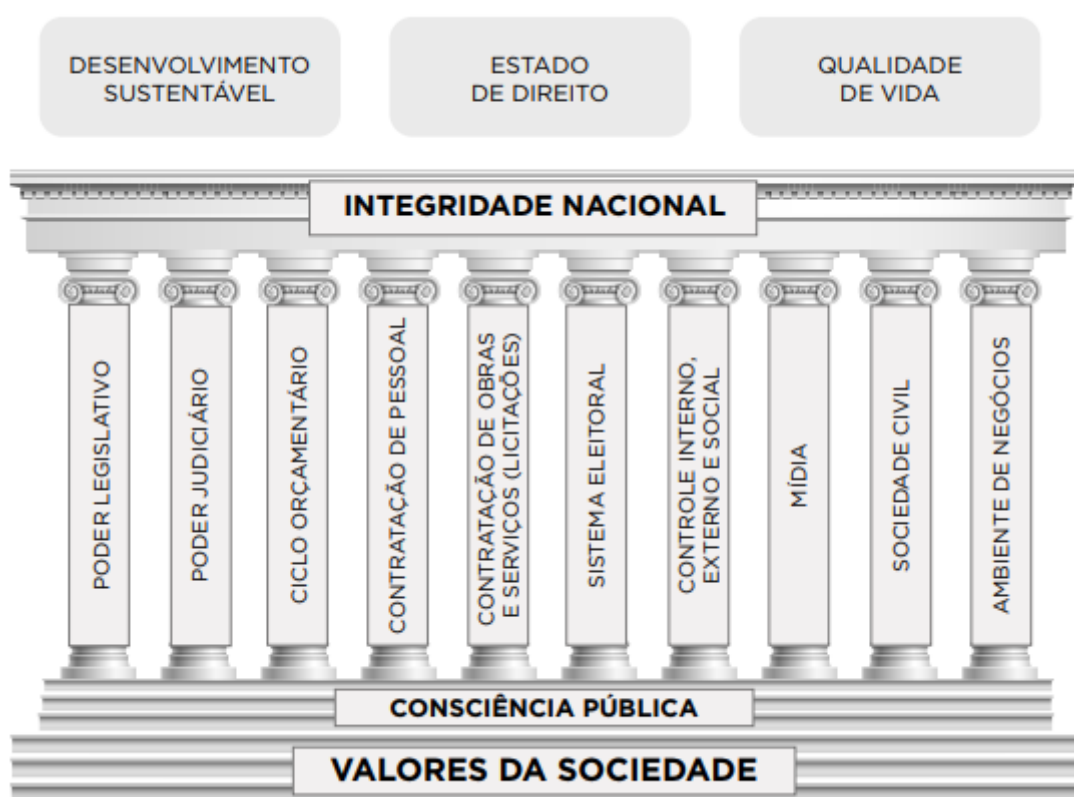 DESENVOLVIMENTO
SUSTENTÁVEL
ESTADO
DE DIREITO
QUALIDADE
DE VIDA
INTEGRIDADE NACIONAL
PODER LEGISLATIVO
PODER JUDICIÁRIO
CICLO ORÇAMENTÁRIO
CONTRATAÇÃO DE PESSOAL
CONTRATAÇÃO DE OBRAS
E SERVIÇOS (LICITAÇÕES)
SISTEMA ELEITORAL
CONTROLE INTERNO,
EXTERNO E SOCIAL
MÍDIA
SOCIEDADE CIVIL
AMBIENTE DE NEGÓCIOS
CONSCIÊNCIA PÚBLICA
VALORES DA SOCIEDADE